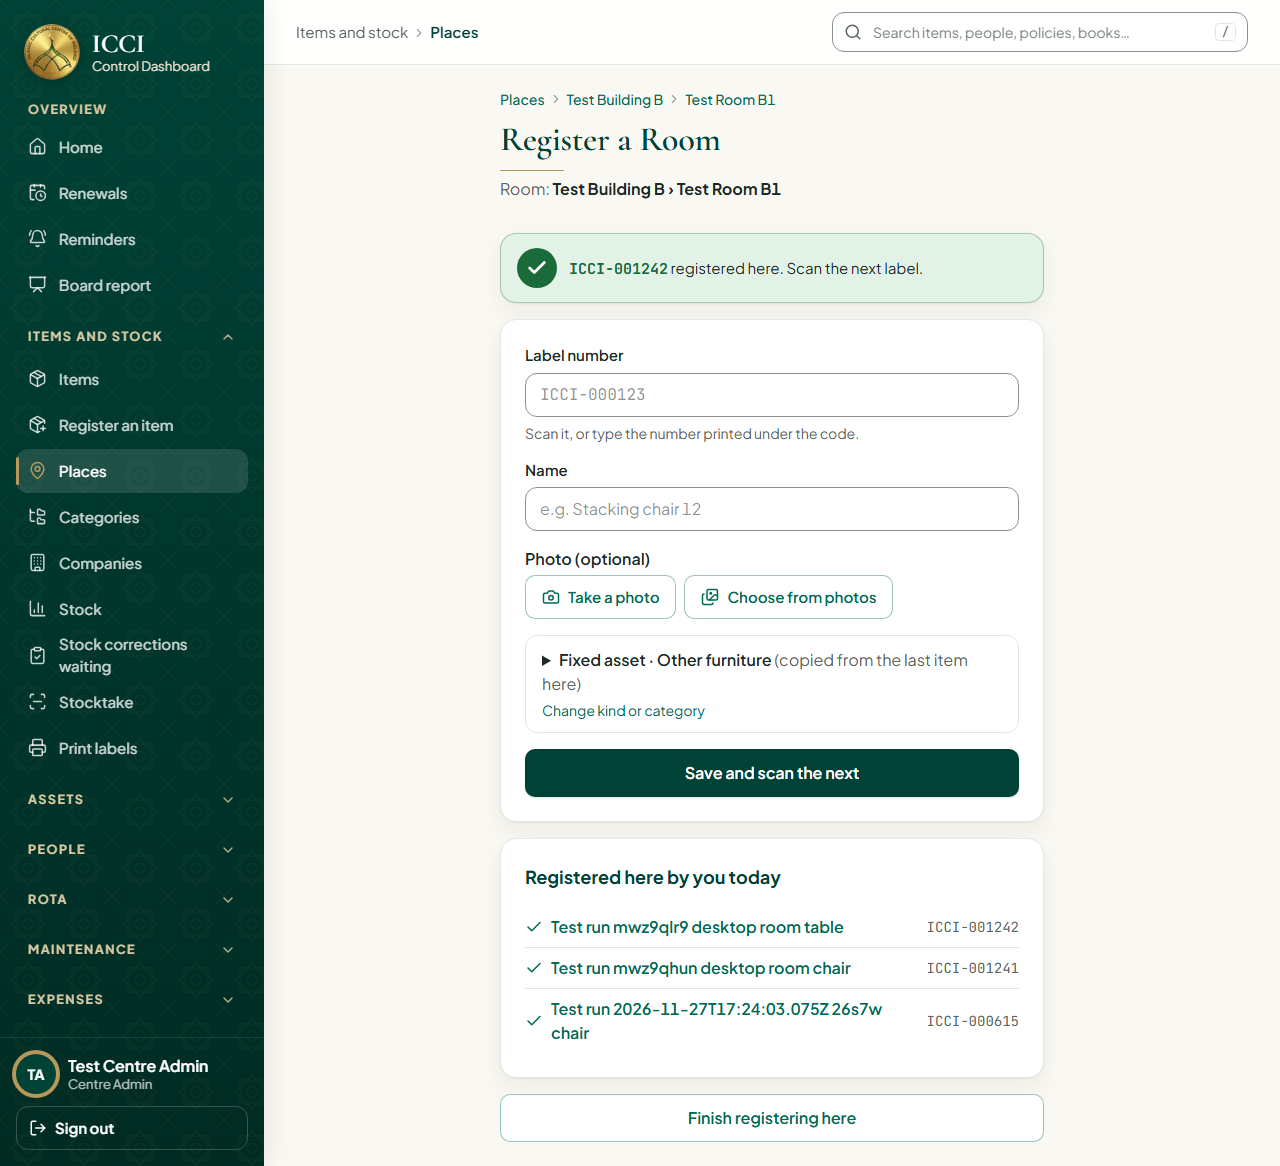 ICCI
Control Dashboard
OVERVIEW
Home
Renewals
Reminders
Board report
ITEMS AND STOCK
Items
Register an item
Places
Categories
Companies
Stock
Stock corrections
waiting
Stocktake
Print labels
ASSETS
PEOPLE
ROTA
MAINTENANCE
EXPENSES
TA
Test Centre Admin
Centre Admin
Sign out
Items and stock › Places
Search items, people, policies, books…
/
Places › Test Building B › Test Room B1
Register a Room
Room: Test Building B › Test Room B1
ICCI-001242 registered here. Scan the next label.
Label number
ICCI-000123
Scan it, or type the number printed under the code.
Name
e.g. Stacking chair 12
Photo (optional)
Take a photo
Choose from photos
Fixed asset · Other furniture (copied from the last item
here)
Change kind or category
Save and scan the next
Registered here by you today
Test run mwz9qlr9 desktop room table ICCI-001242
Test run mwz9qhun desktop room chair ICCI-001241
Test run 2026-11-27T17:24:03.075Z 26s7w
chair
ICCI-000615
Finish registering here